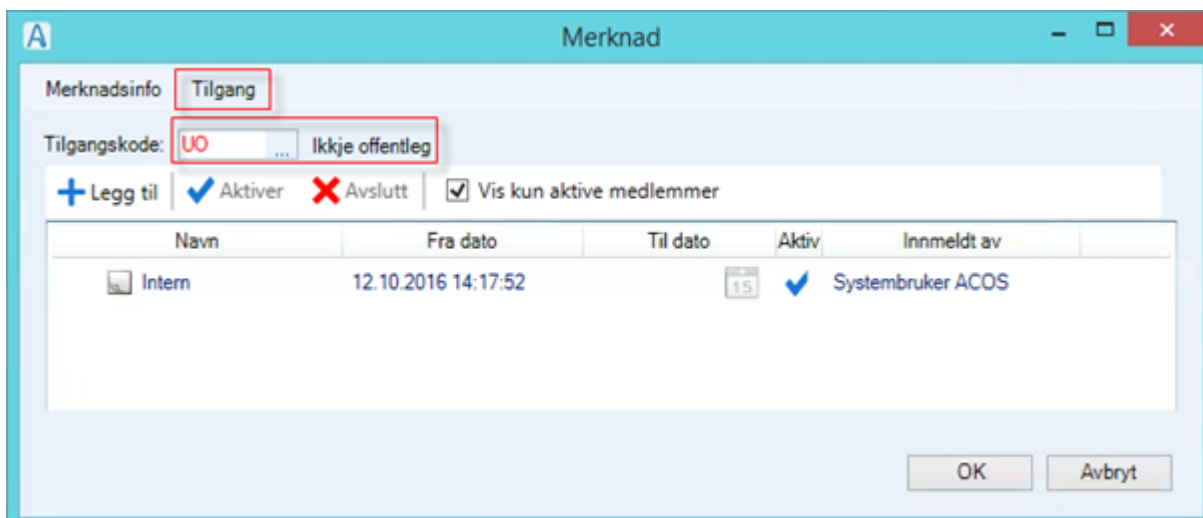 Merknad
Merknadsinfo Tilgang
Tilgangskode: UO ... Ikkje offentleg
Legg til Aktiver Avslutt Vis kun aktive medlemmer
Navn Fra dato Til dato Aktiv Innmeldt av
Intern 12.10.2016 14:17:52 15 Systembruker ACOS
OK Avbryt